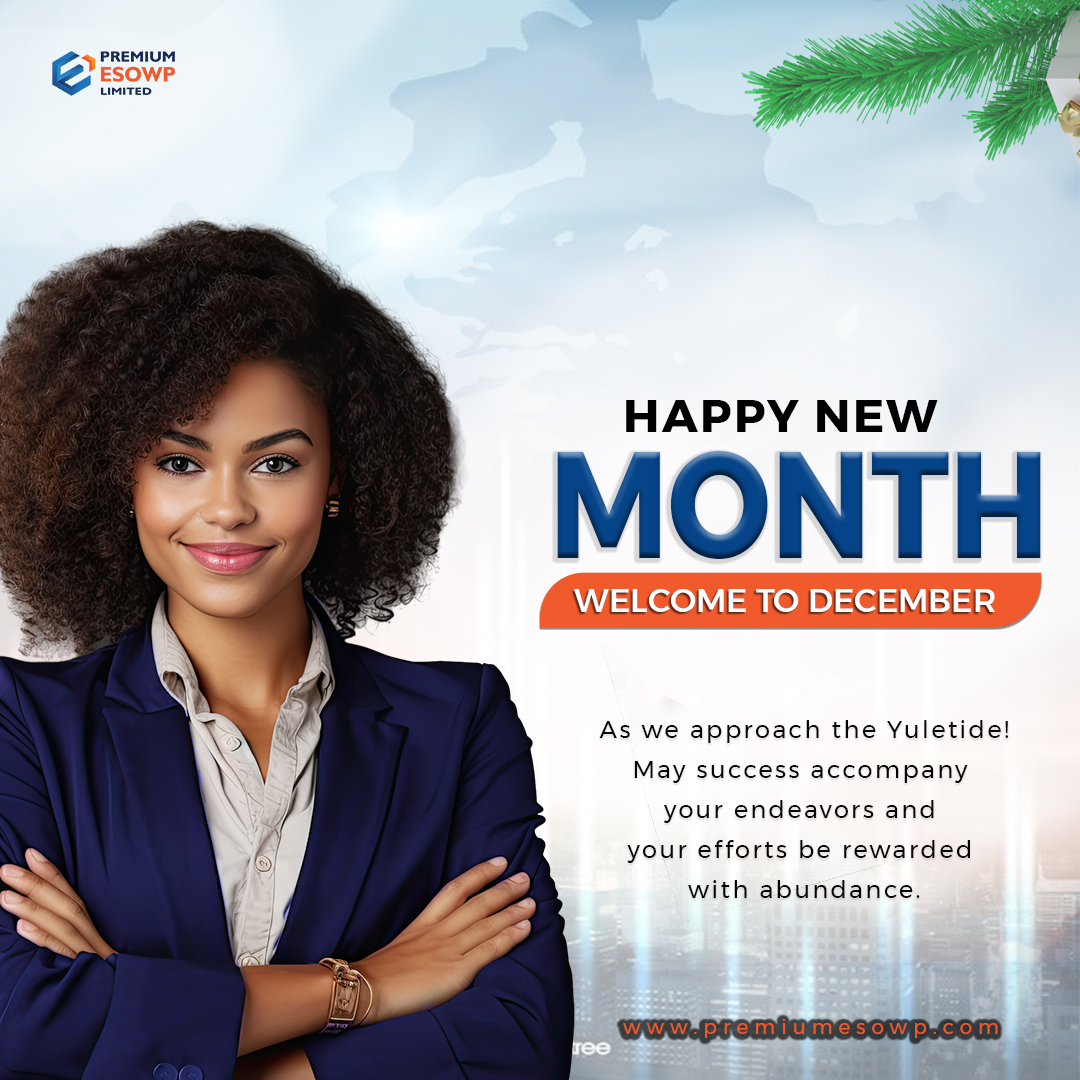 PREMIUM
ESOWP
LIMITED
HAPPY NEW
MONTH
WELCOME TO DECEMBER
As we approach the Yuletide!
May success accompany
your endeavors and
your efforts be rewarded
with abundance.
www.premiumesowp.com